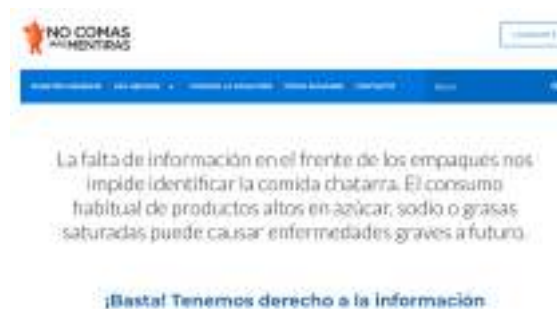 NO COMAS
MÁS MENTIRAS
La falta de información en el frente de los empaques nos
impide identificar la comida chatarra. El consumo
habitual de productos altos en azúcar, sodio o grasas
saturadas puede causar enfermedades graves a futuro.
¡Basta! Tenemos derecho a la información